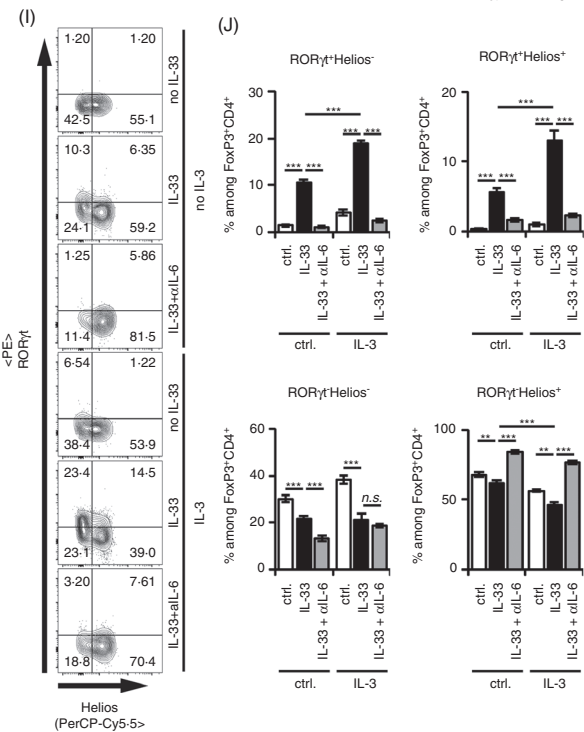 (I)
1·20 1·20
42·5 55·1
no IL-33
10·3 6·35
24·1 59·2
IL-33
no IL-3
1·25 5·86
11·4 81·5
IL-33+αIL-6
6·54 1·22
38·4 53·9
no IL-33
23·4 14·5
23·1 39·0
IL-33
IL-3
3·20 7·61
18·8 70·4
IL-33+aIL-6
<PE>
RORγt
Helios
(PerCP-Cy5·5>
(J)
RORγt⁺Helios⁻
% among FoxP3⁺CD4⁺
30
20
10
0
***
*** ***
*** ***
ctrl.
IL-33
IL-33 + αIL-6
ctrl.
IL-33
IL-33 + αIL-6
ctrl. IL-3
RORγt⁺Helios⁺
% among FoxP3⁺CD4⁺
20
10
0
***
*** ***
*** ***
ctrl.
IL-33
IL-33 + αIL-6
ctrl.
IL-33
IL-33 + αIL-6
ctrl. IL-3
RORγt⁻Helios⁻
% among FoxP3⁺CD4⁺
60
40
20
0
*** ***
***
n.s.
ctrl.
IL-33
IL-33 + αIL-6
ctrl.
IL-33
IL-33 + αIL-6
ctrl. IL-3
RORγt⁻Helios⁺
% among FoxP3⁺CD4⁺
100
50
0
***
** ***
** ***
ctrl.
IL-33
IL-33 + αIL-6
ctrl.
IL-33
IL-33 + αIL-6
ctrl. IL-3